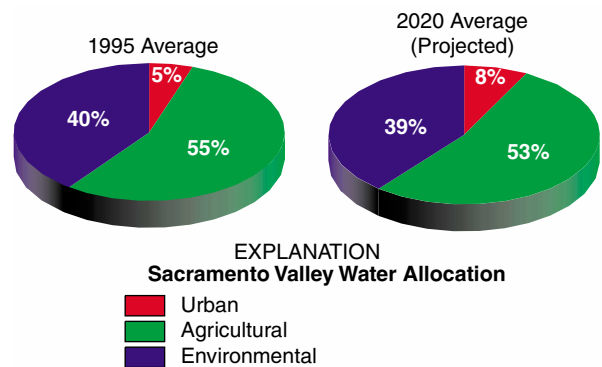 1995 Average
5%
40%
55%
2020 Average
(Projected)
8%
39%
53%
EXPLANATION
Sacramento Valley Water Allocation
Urban
Agricultural
Environmental